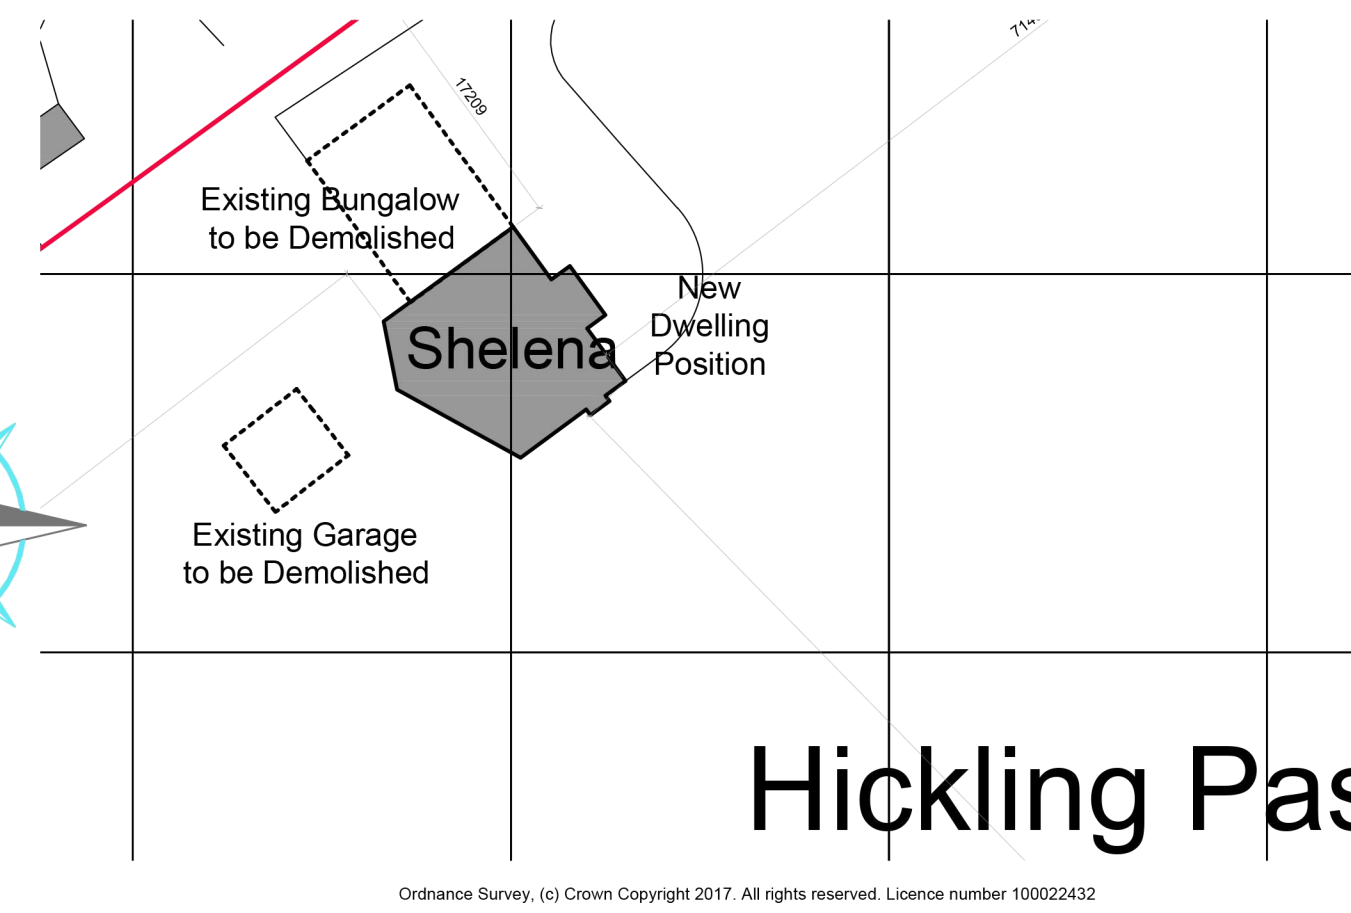 17209
Existing Bungalow
to be Demolished
New
Dwelling
Position
Shelena
Existing Garage
to be Demolished
Hickling
Ordnance Survey, (c) Crown Copyright 2017. All rights reserved. Licence number 100022432